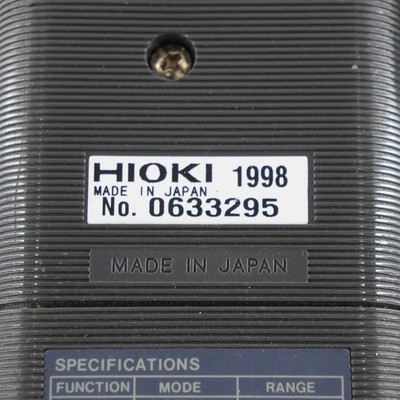 HIOKI 1998
MADE IN JAPAN
No. 0633295
MADE IN JAPAN
SPECIFICATIONS
FUNCTION MODE RANGE